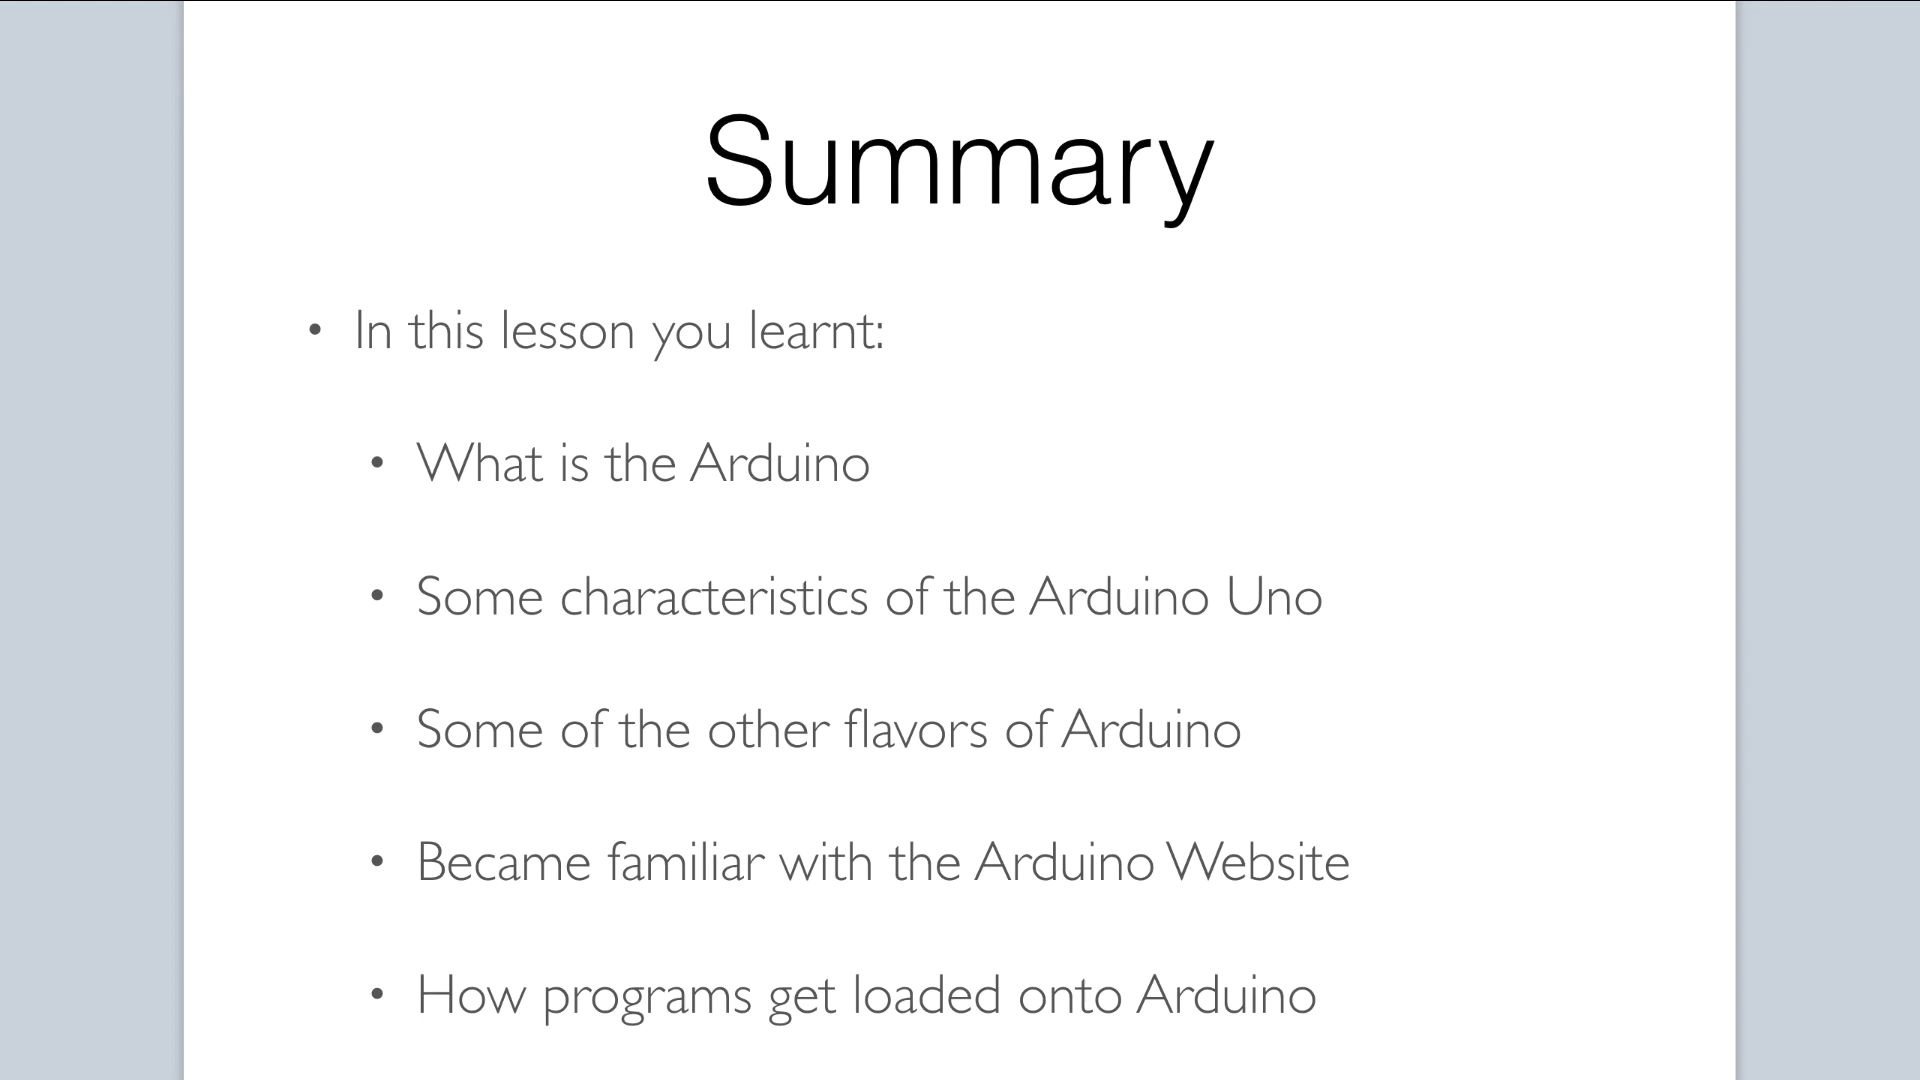 Summary
• In this lesson you learnt:
• What is the Arduino
• Some characteristics of the Arduino Uno
• Some of the other flavors of Arduino
• Became familiar with the Arduino Website
• How programs get loaded onto Arduino